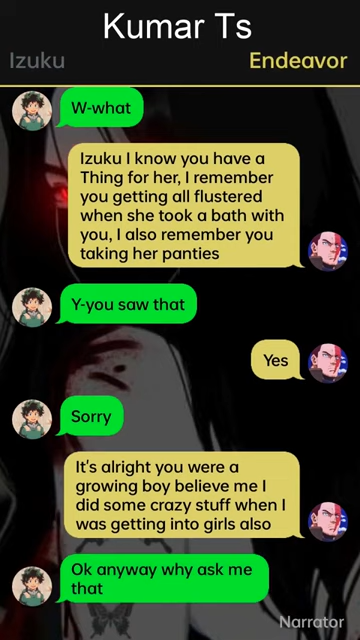 Kumar Ts
Izuku
Endeavor
W-what
Izuku I know you have a
Thing for her, I remember
you getting all flustered
when she took a bath with
you, I also remember you
taking her panties
Y-you saw that
Yes
Sorry
It's alright you were a
growing boy believe me I
did some crazy stuff when I
was getting into girls also
Ok anyway why ask me
that
Narrator